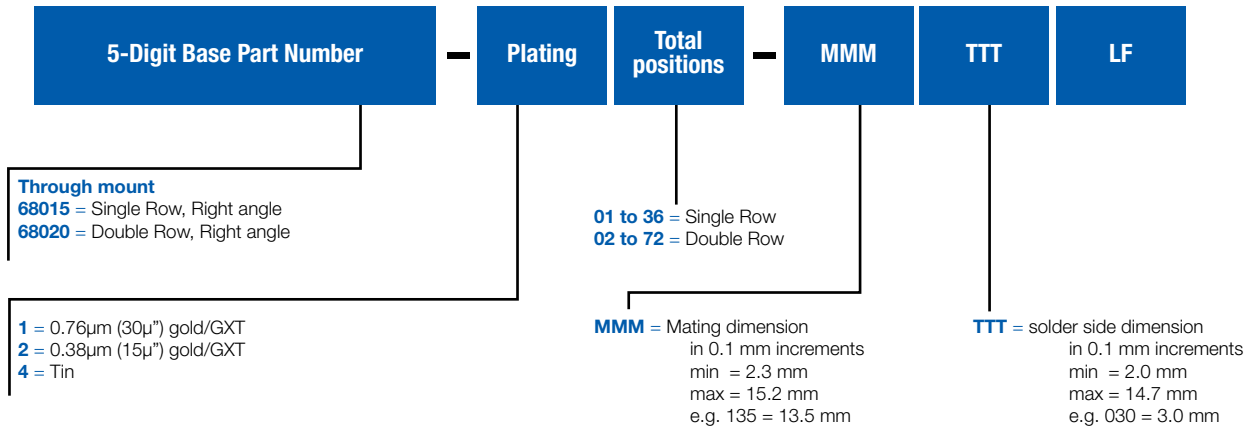 5-Digit Base Part Number
–
Plating
Total
positions
–
MMM
TTT
LF
Through mount
68015 = Single Row, Right angle
68020 = Double Row, Right angle
01 to 36 = Single Row
02 to 72 = Double Row
1 = 0.76µm (30µ”) gold/GXT
2 = 0.38µm (15µ”) gold/GXT
4 = Tin
MMM = Mating dimension
in 0.1 mm increments
min = 2.3 mm
max = 15.2 mm
e.g. 135 = 13.5 mm
TTT = solder side dimension
in 0.1 mm increments
min = 2.0 mm
max = 14.7 mm
e.g. 030 = 3.0 mm